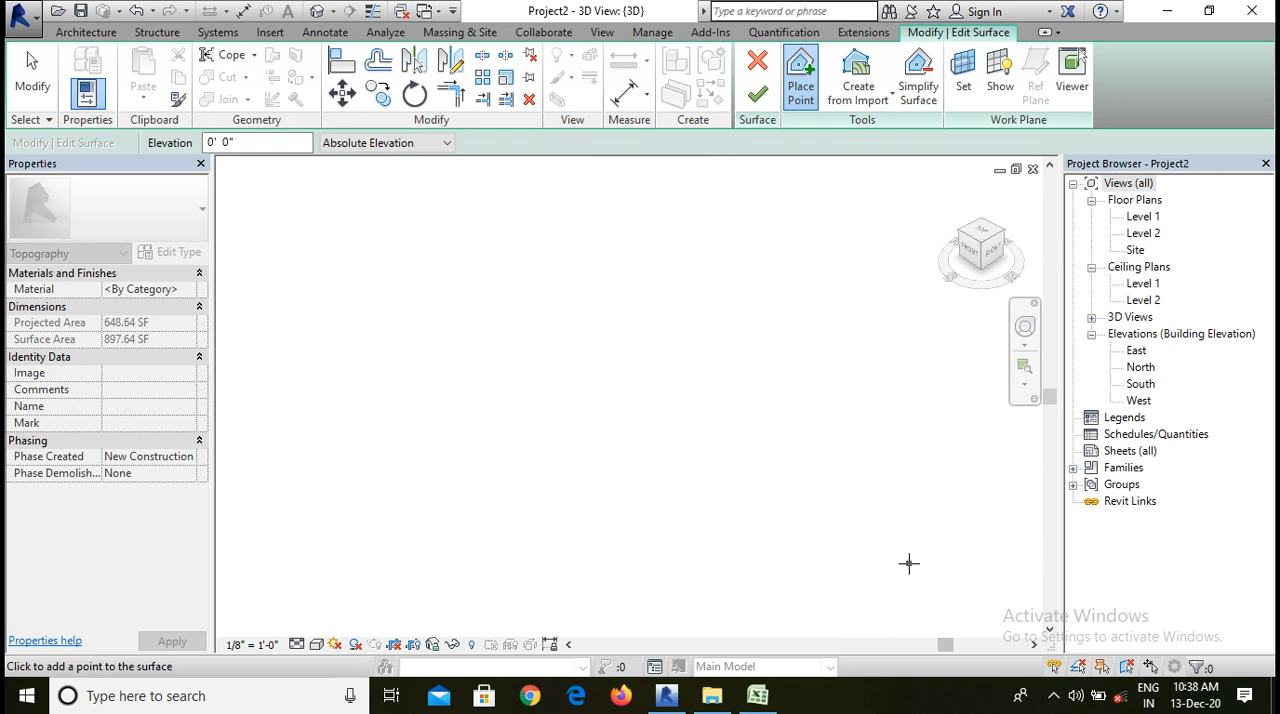 Project2 - 3D View: {3D}
Type a keyword or phrase
Sign In
Architecture
Structure
Systems
Insert
Annotate
Analyze
Massing & Site
Collaborate
View
Manage
Add-Ins
Quantification
Extensions
Modify | Edit Surface
Modify
Paste
Cope
Cut
Join
Place
Point
Create
from Import
Simplify
Surface
Set
Show
Ref
Plane
Viewer
Select
Properties
Clipboard
Geometry
Modify
View
Measure
Create
Surface
Tools
Work Plane
Modify | Edit Surface
Elevation
0' 0"
Absolute Elevation
Properties
Topography
Edit Type
Materials and Finishes
Material <By Category>
Dimensions
Projected Area 648.64 SF
Surface Area 897.64 SF
Identity Data
Image
Comments
Name
Mark
Phasing
Phase Created New Construction
Phase Demolish... None
Properties help
Apply
TOP
FRONT
RIGHT
Project Browser - Project2
Views (all)
Floor Plans
Level 1
Level 2
Site
Ceiling Plans
Level 1
Level 2
3D Views
Elevations (Building Elevation)
East
North
South
West
Legends
Schedules/Quantities
Sheets (all)
Families
Groups
Revit Links
Activate Windows
Go to Settings to activate Windows.
1/8" = 1'-0"
Click to add a point to the surface
:0
Main Model
:0
Type here to search
ENG
IN
10:38 AM
13-Dec-20